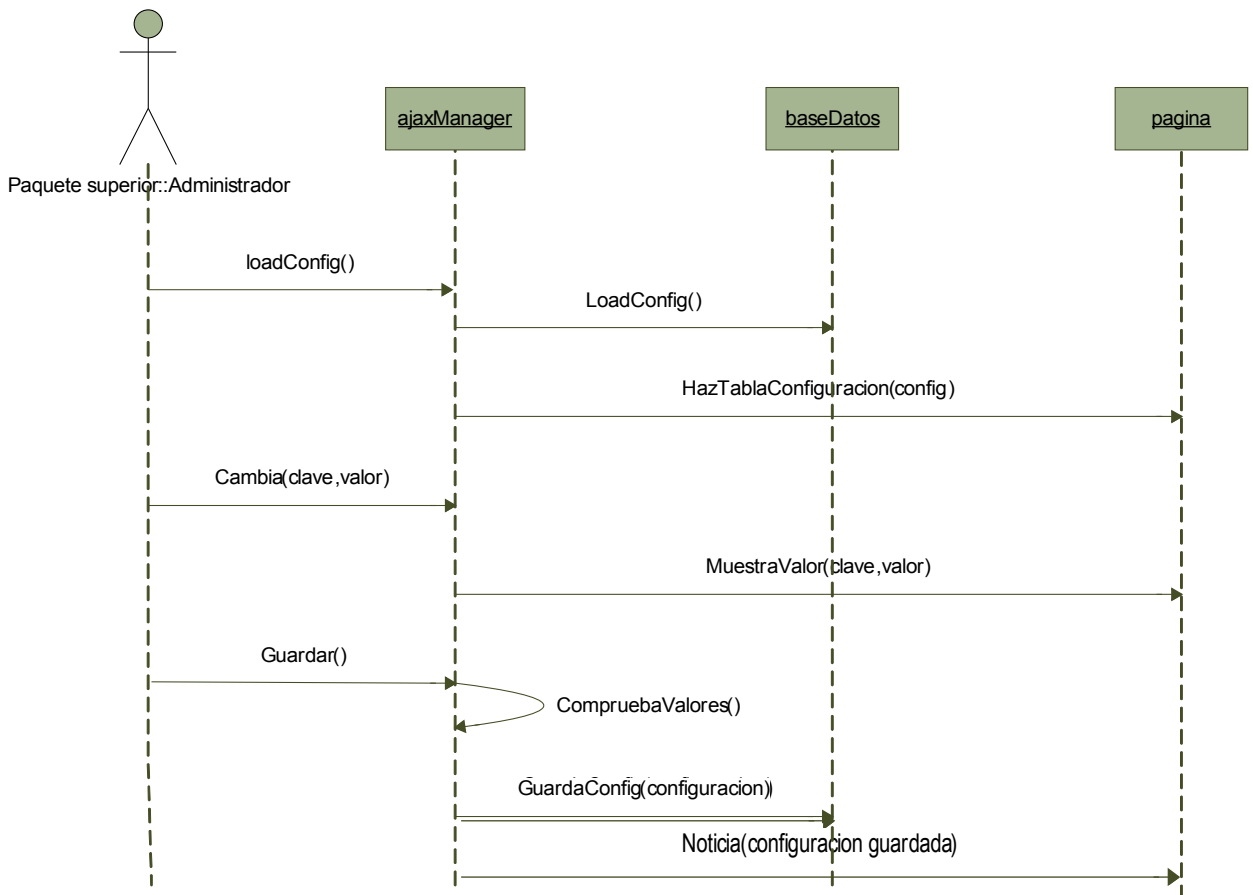 ajaxManager
baseDatos
pagina
Paquete superior::Administrador
loadConfig()
LoadConfig()
HazTablaConfiguracion(config)
Cambia(clave,valor)
MuestraValor(clave,valor)
Guardar()
CompruebaValores()
GuardaConfig(configuracion)
Noticia(configuracion guardada)